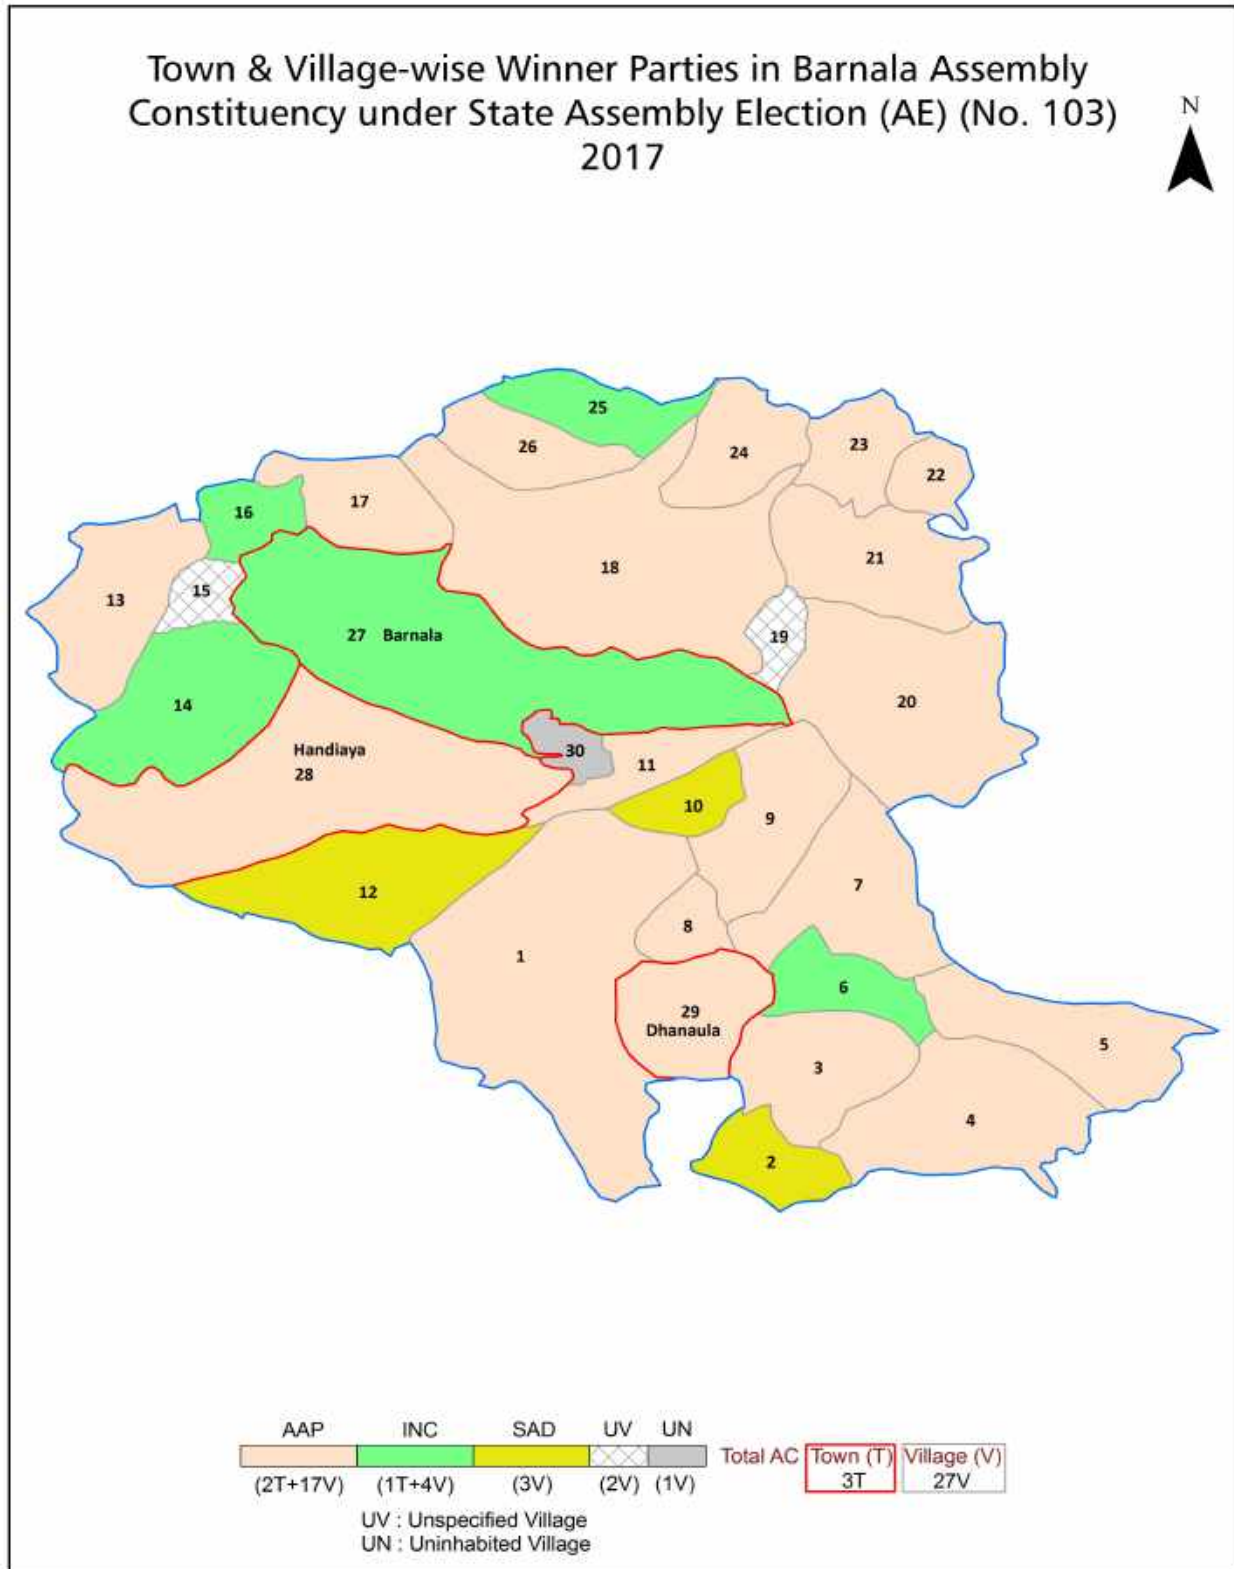 Town & Village-wise Winner Parties in Barnala Assembly
Constituency under State Assembly Election (AE) (No. 103)
2017
N
25
26
24
23
22
16
17
13
15
18
21
27 Barnala
19
14
20
Handiaya
28
30
11
10
9
12
7
8
1
6
29
Dhanaula
3
5
4
2
AAP INC SAD UV UN
Total AC Town (T) Village (V)
3T 27V
(2T+17V) (1T+4V) (3V) (2V) (1V)
UV : Unspecified Village
UN : Uninhabited Village